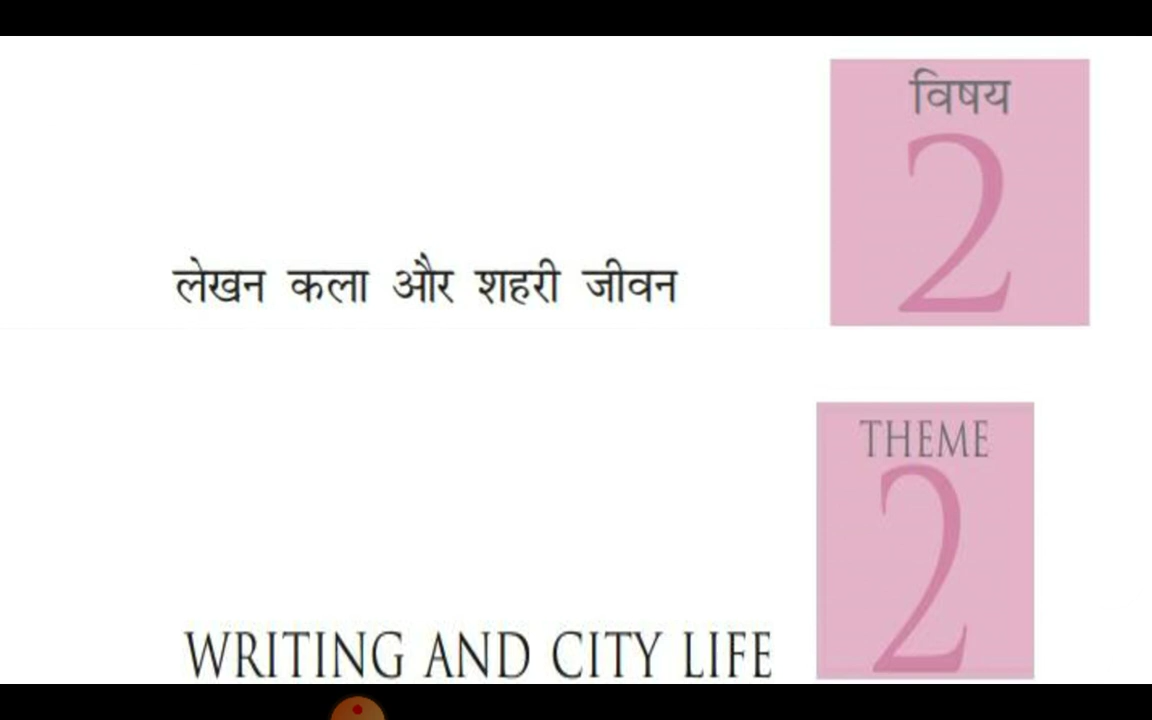 विषय
2
लेखन कला और शहरी जीवन
THEME
2
WRITING AND CITY LIFE